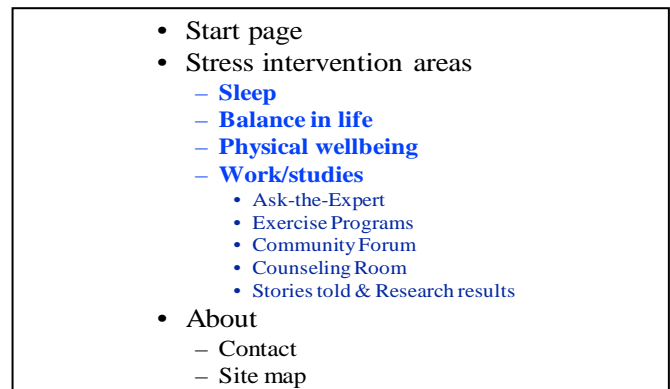 • Start page
• Stress intervention areas
– Sleep
– Balance in life
– Physical wellbeing
– Work/studies
• Ask-the-Expert
• Exercise Programs
• Community Forum
• Counseling Room
• Stories told & Research results
• About
– Contact
– Site map